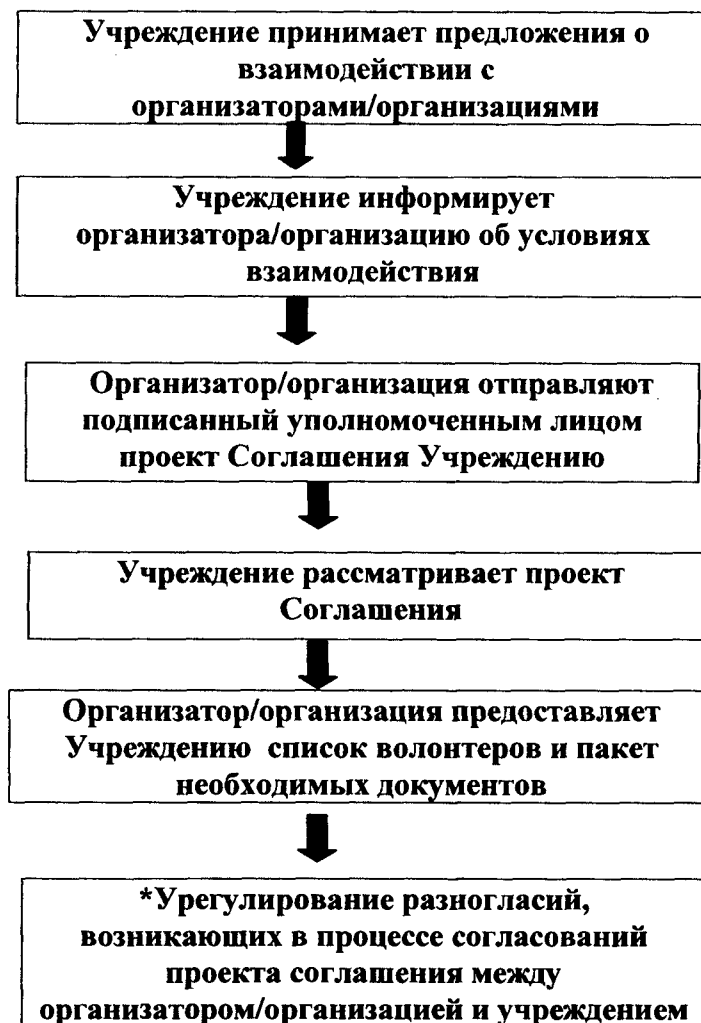 Учреждение принимает предложения о
взаимодействии с
организаторами/организациями
Учреждение информирует
организатора/организацию об условиях
взаимодействия
Организатор/организация отправляют
подписанный уполномоченным лицом
проект Соглашения Учреждению
Учреждение рассматривает проект
Соглашения
Организатор/организация предоставляет
Учреждению список волонтеров и пакет
необходимых документов
*Урегулирование разногласий,
возникающих в процессе согласований
проекта соглашения между
организатором/организацией и учреждением